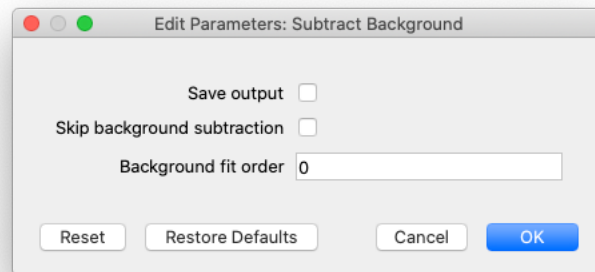 Edit Parameters: Subtract Background
Save output
Skip background subtraction
Background fit order 0
Reset Restore Defaults Cancel OK